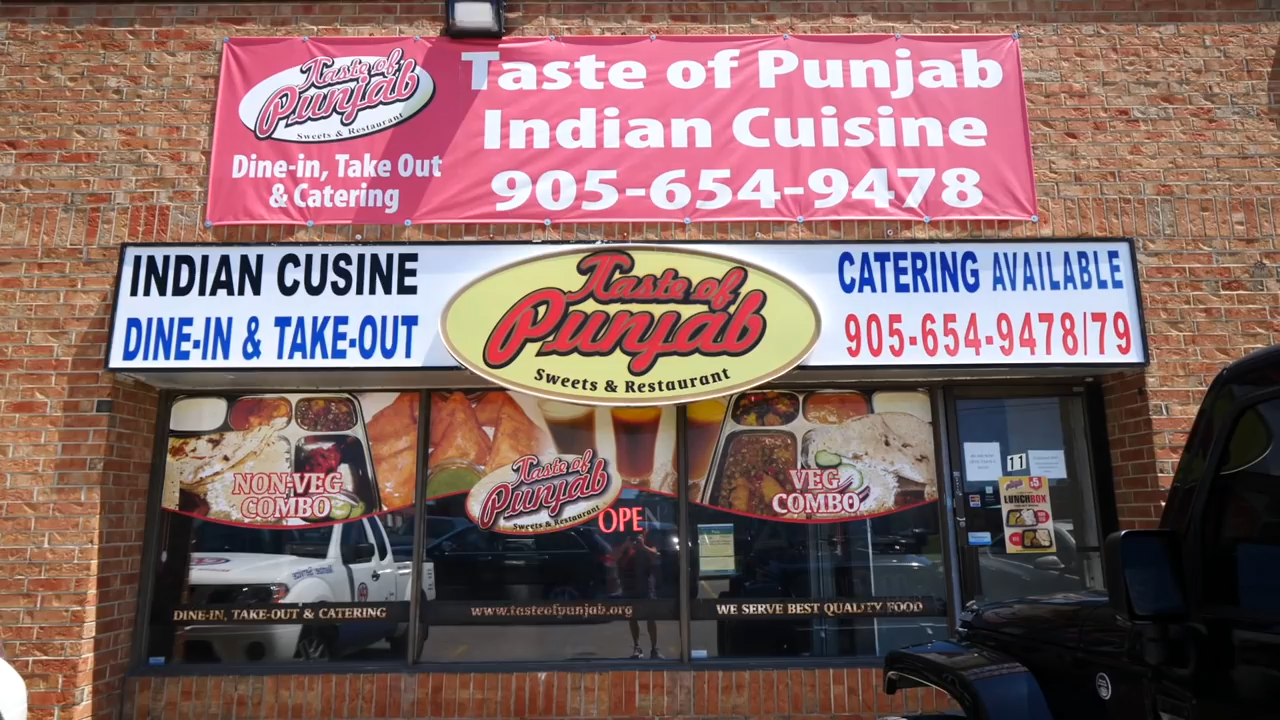 Taste of
Punjab
Sweets & Restaurant
Dine-in, Take Out
& Catering
Taste of Punjab
Indian Cuisine
905-654-9478
INDIAN CUSINE
DINE-IN & TAKE-OUT
Taste of
Punjab
Sweets & Restaurant
CATERING AVAILABLE
905-654-9478/79
NON-VEG
COMBO
Taste of
Punjab
Sweets & Restaurant
OPEN
VEG
COMBO
11
$5
LUNCHBOX
DINE-IN, TAKE-OUT & CATERING
www.tasteofpunjab.org
WE SERVE BEST QUALITY FOOD